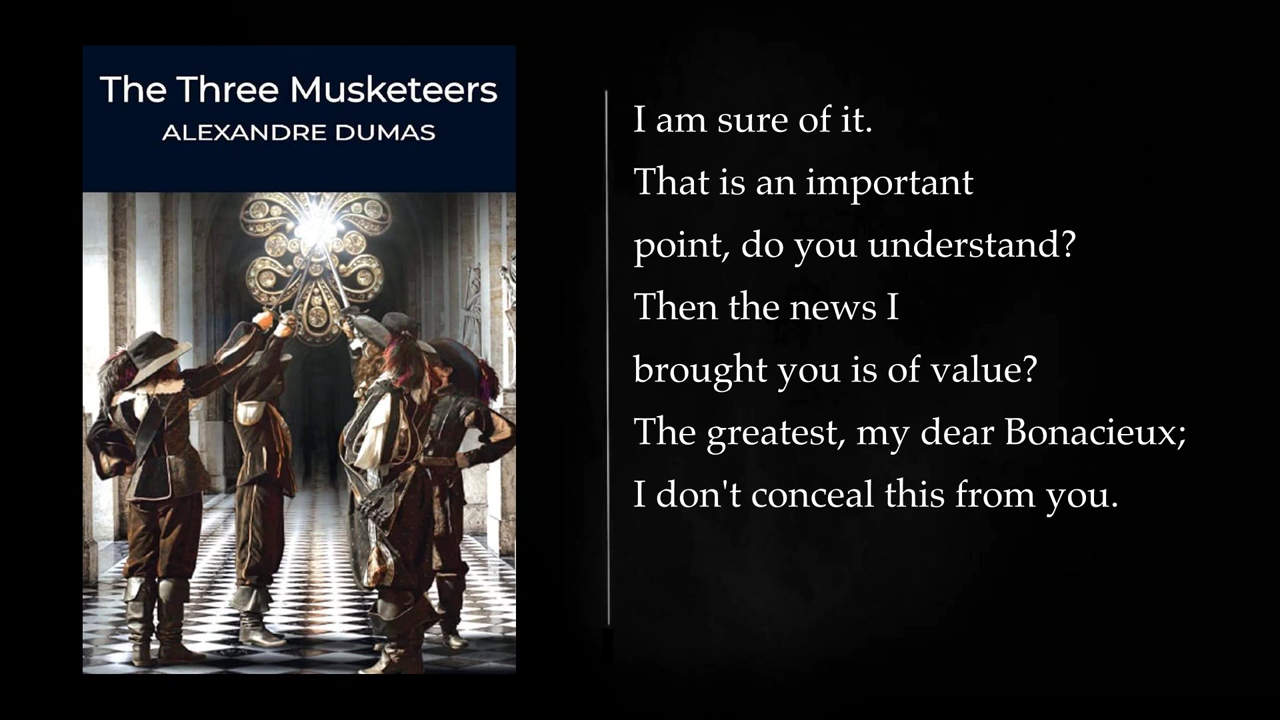 The Three Musketeers
ALEXANDRE DUMAS
I am sure of it.
That is an important
point, do you understand?
Then the news I
brought you is of value?
The greatest, my dear Bonacieux;
I don't conceal this from you.